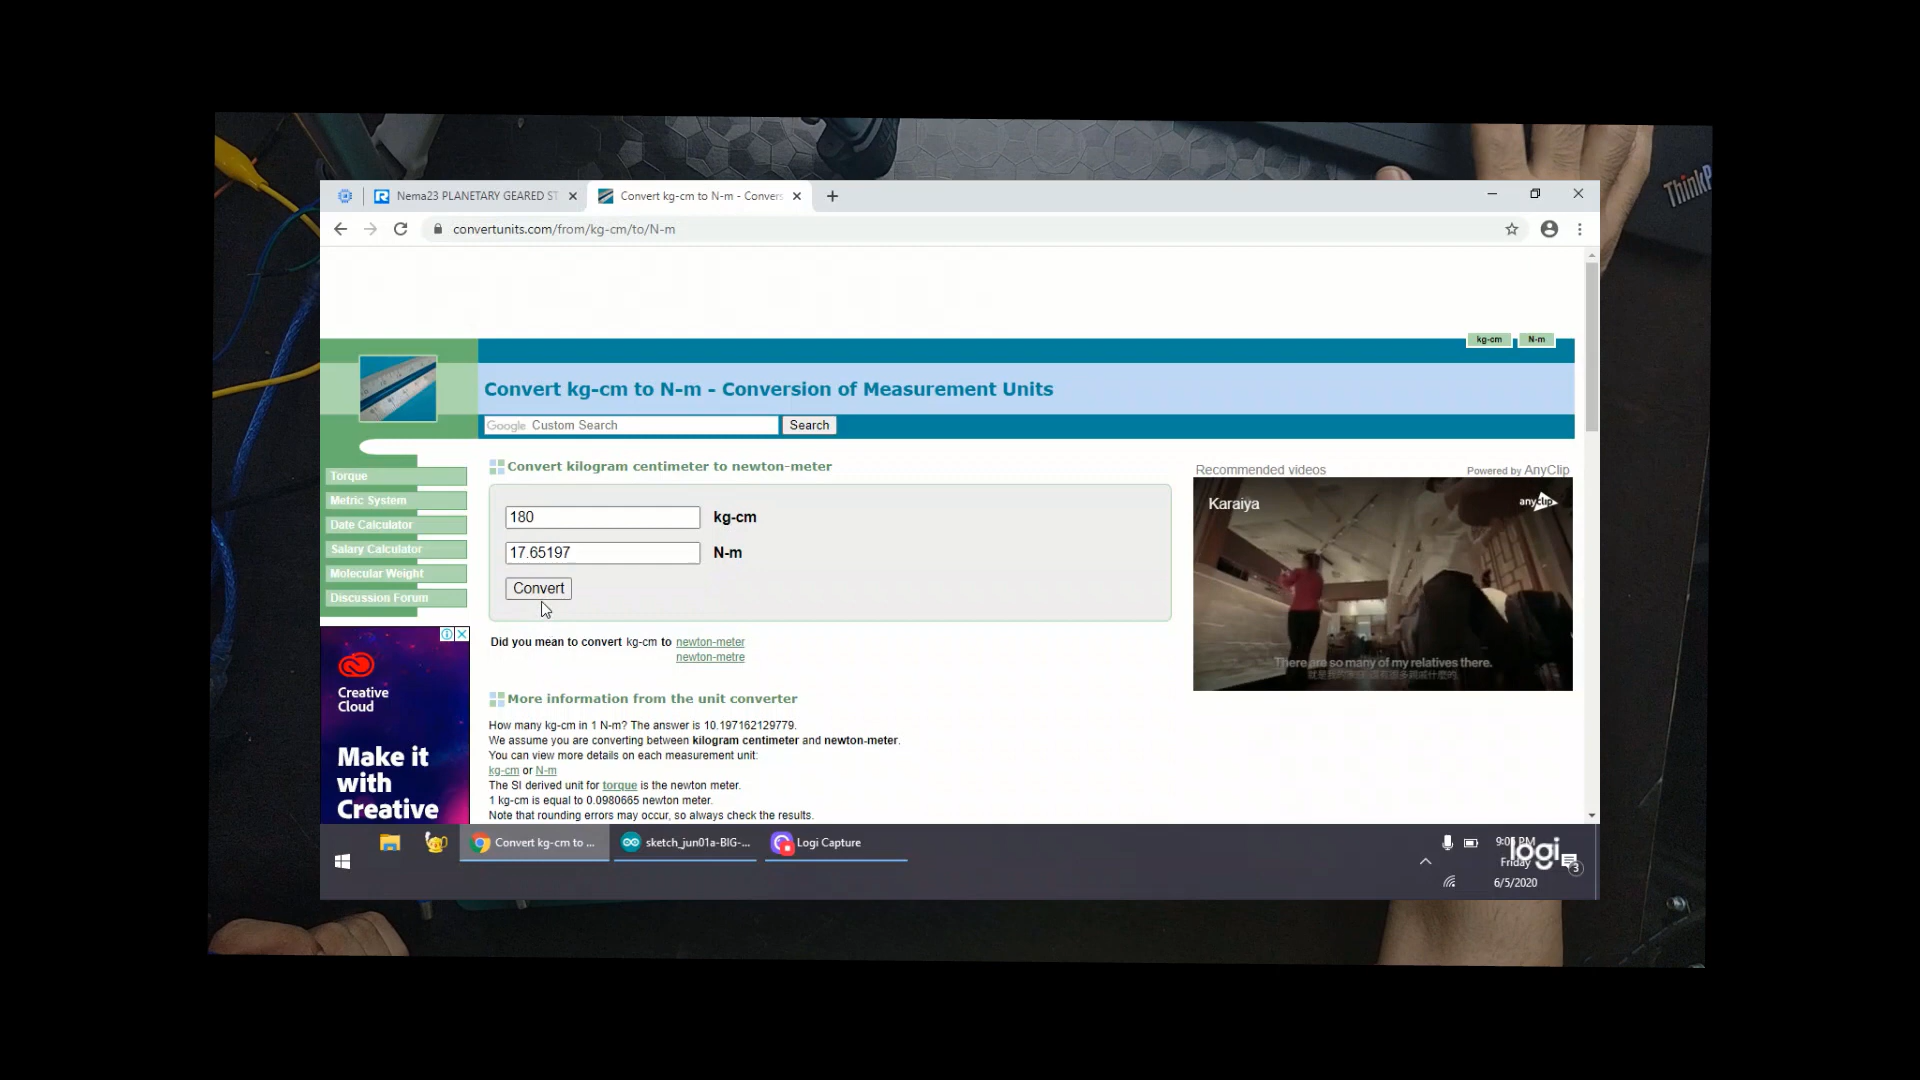 ThinkP
Nema23 PLANETARY GEARED ST
Convert kg-cm to N-m - Convers
convertunits.com/from/kg-cm/to/N-m
kg-cm
N-m
Convert kg-cm to N-m - Conversion of Measurement Units
Google Custom Search
Search
Torque
Metric System
Date Calculator
Salary Calculator
Molecular Weight
Discussion Forum
Convert kilogram centimeter to newton-meter
180 kg-cm
17.65197 N-m
Convert
Did you mean to convert kg-cm to newton-meter
newton-metre
More information from the unit converter
How many kg-cm in 1 N-m? The answer is 10.197162129779.
We assume you are converting between kilogram centimeter and newton-meter.
You can view more details on each measurement unit:
kg-cm or N-m
The SI derived unit for torque is the newton meter.
1 kg-cm is equal to 0.0980665 newton meter.
Note that rounding errors may occur, so always check the results.
Recommended videos
Powered by AnyClip
Karaiya
anyclip
There are so many of my relatives there.
Creative
Cloud
Make it
with
Creative
Convert kg-cm to ...
sketch_jun01a-BIG-...
Logi Capture
9:05 PM
Friday
6/5/2020
logi
3